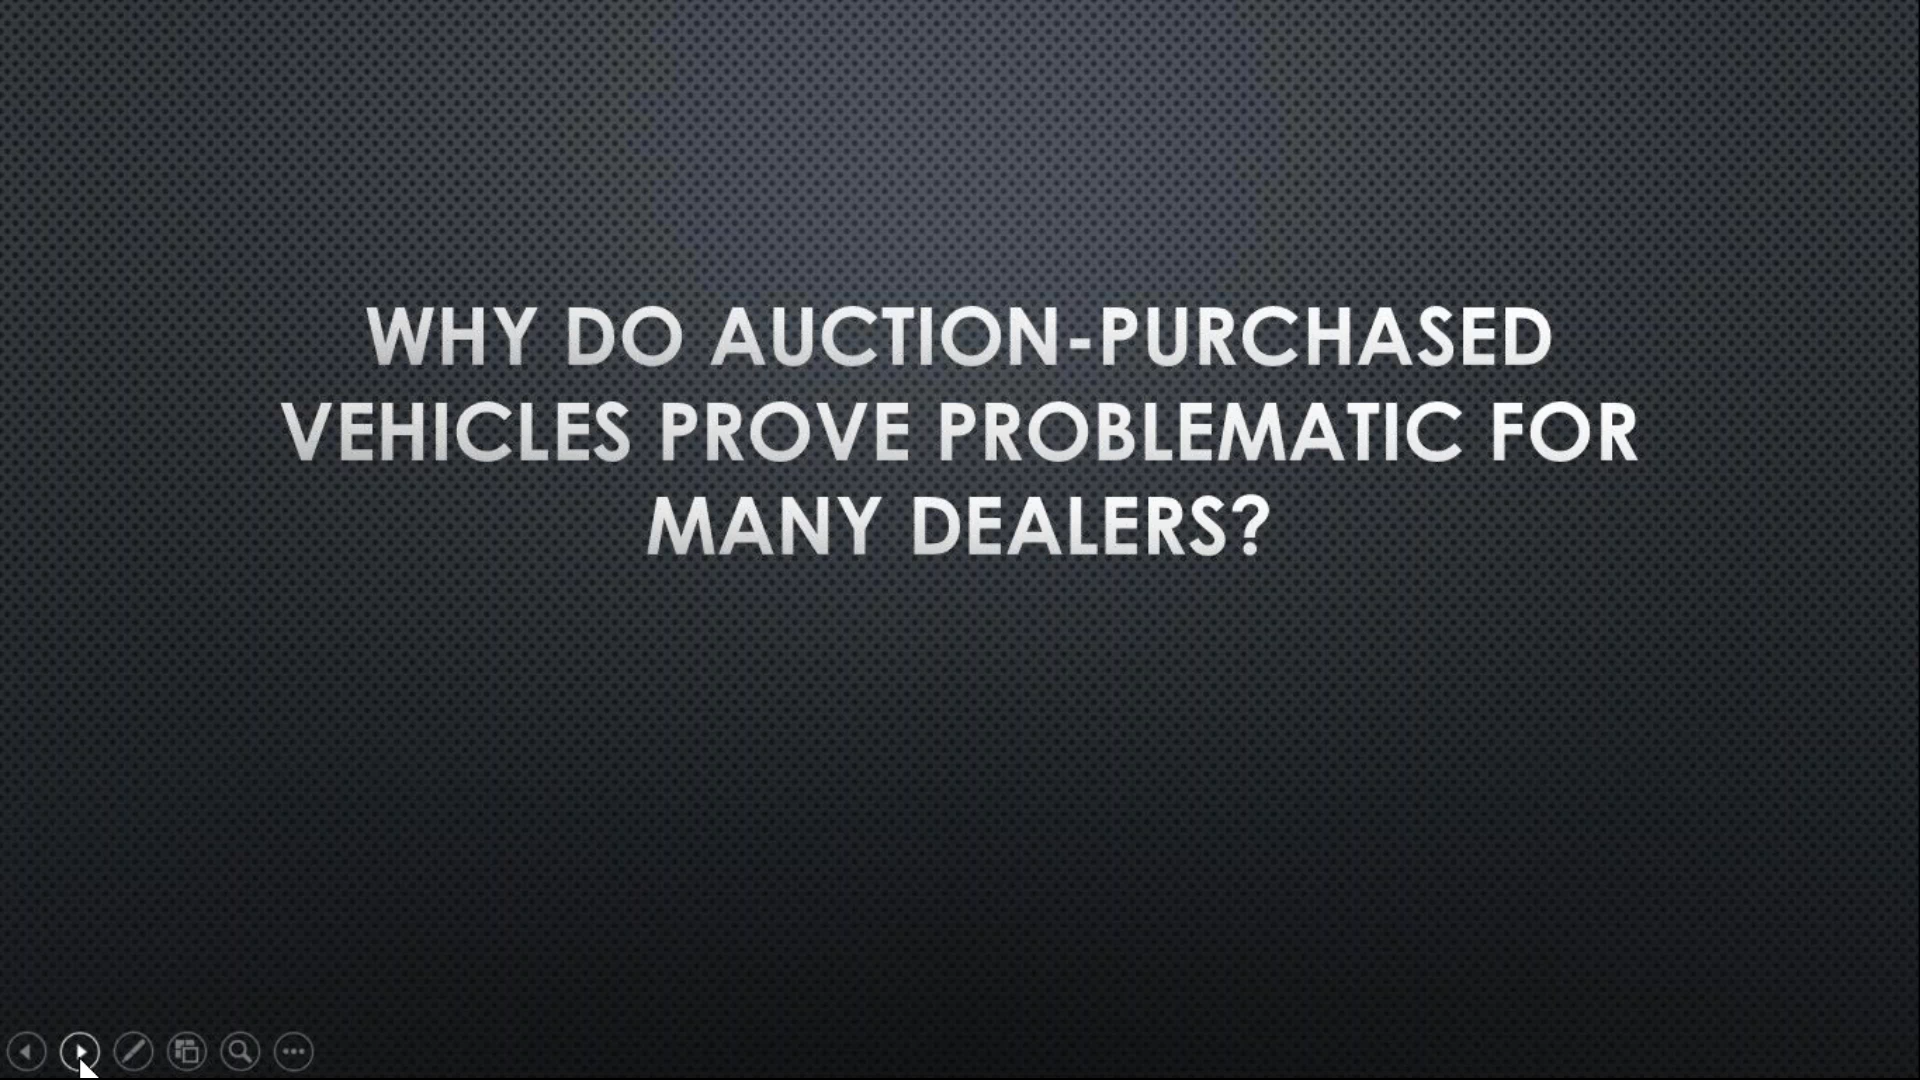 WHY DO AUCTION-PURCHASED
VEHICLES PROVE PROBLEMATIC FOR
MANY DEALERS?